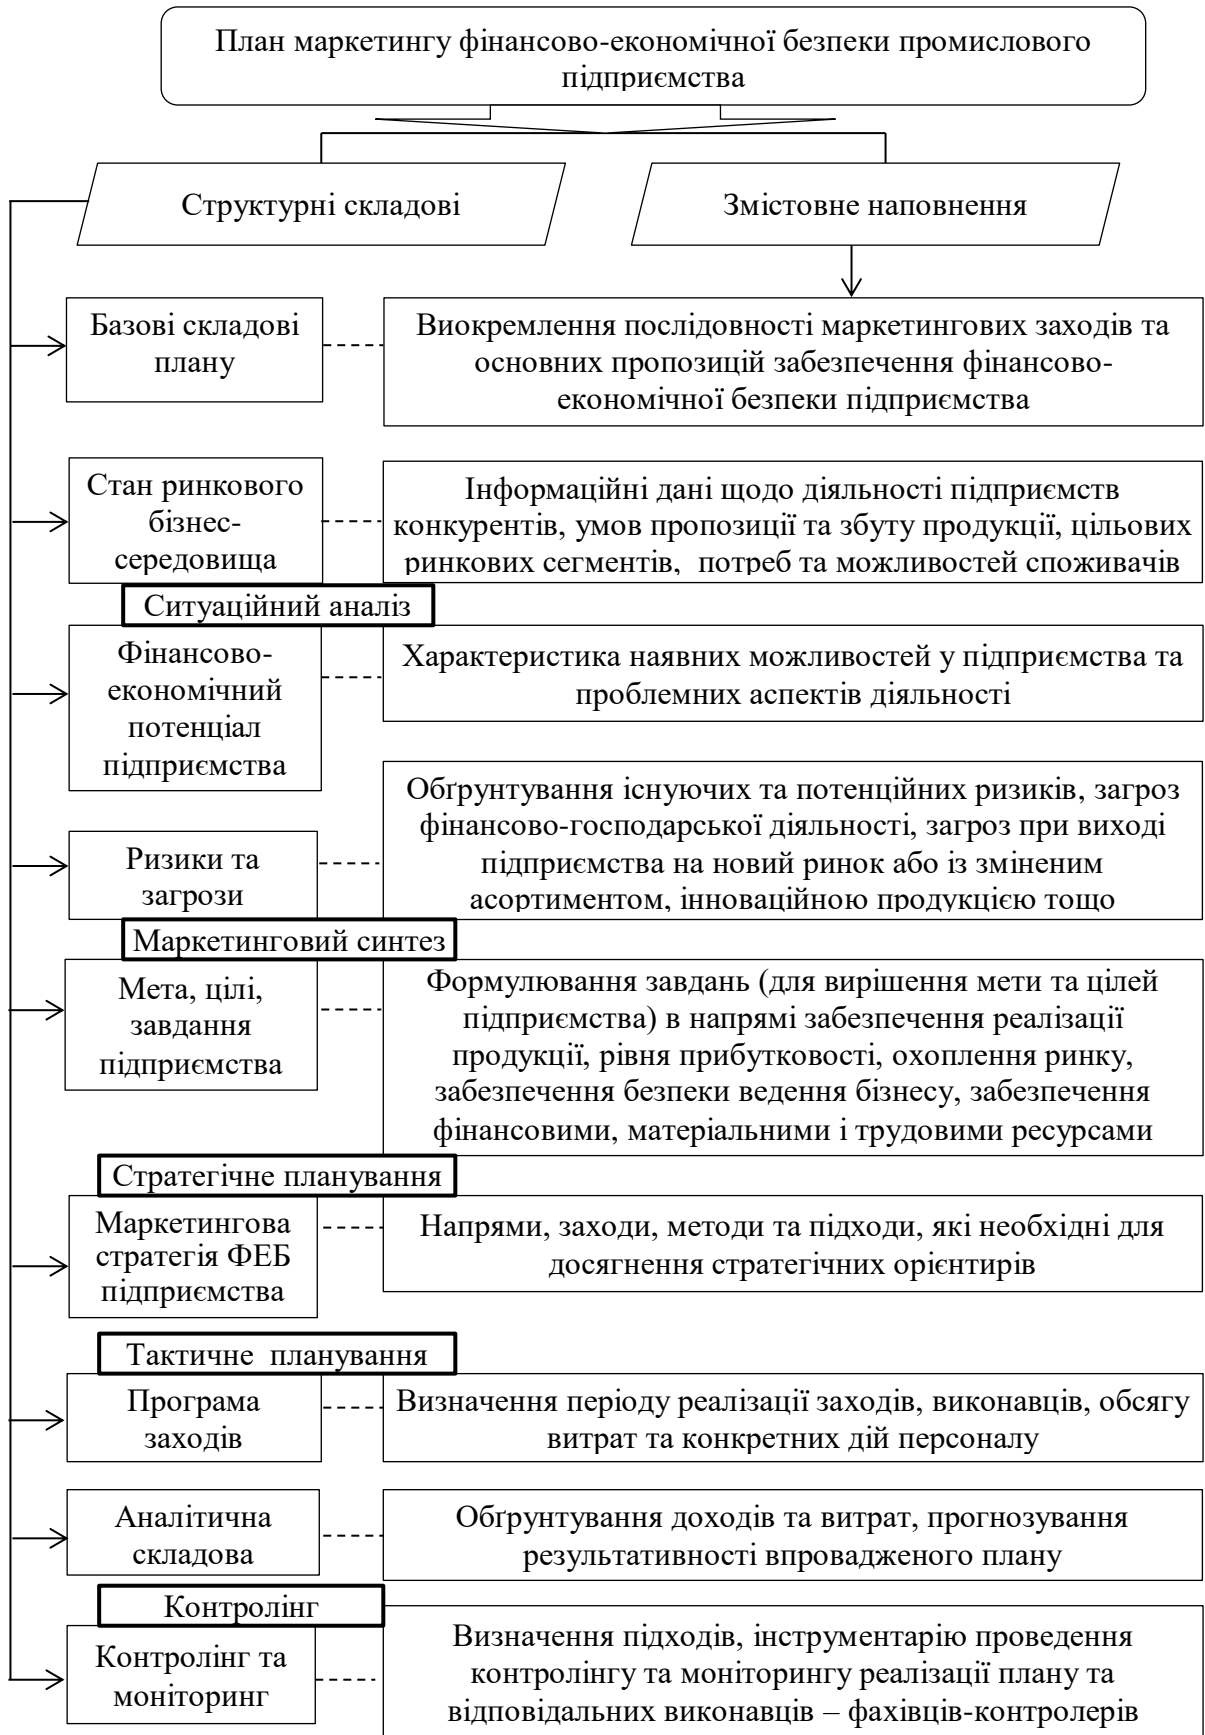 План маркетингу фінансово-економічної безпеки промислового
підприємства
Структурні складові
Змістовне наповнення
Базові складові
плану
Виокремлення послідовності маркетингових заходів та
основних пропозицій забезпечення фінансово-
економічної безпеки підприємства
Стан ринкового
бізнес-
середовища
Інформаційні дані щодо діяльності підприємств
конкурентів, умов пропозиції та збуту продукції, цільових
ринкових сегментів,  потреб та можливостей споживачів
Ситуаційний аналіз
Фінансово-
економічний
потенціал
підприємства
Характеристика наявних можливостей у підприємства та
проблемних аспектів діяльності
Ризики та
загрози
Обґрунтування існуючих та потенційних ризиків, загроз
фінансово-господарської діяльності, загроз при виході
підприємства на новий ринок або із зміненим
асортиментом, інноваційною продукцією тощо
Маркетинговий синтез
Мета, цілі,
завдання
підприємства
Формулювання завдань (для вирішення мети та цілей
підприємства) в напрямі забезпечення реалізації
продукції, рівня прибутковості, охоплення ринку,
забезпечення безпеки ведення бізнесу, забезпечення
фінансовими, матеріальними і трудовими ресурсами
Стратегічне планування
Маркетингова
стратегія ФЕБ
підприємства
Напрями, заходи, методи та підходи, які необхідні для
досягнення стратегічних орієнтирів
Тактичне  планування
Програма
заходів
Визначення періоду реалізації заходів, виконавців, обсягу
витрат та конкретних дій персоналу
Аналітична
складова
Обґрунтування доходів та витрат, прогнозування
результативності впровадженого плану
Контролінг
Контролінг та
моніторинг
Визначення підходів, інструментарію проведення
контролінгу та моніторингу реалізації плану та
відповідальних виконавців – фахівців-контролерів